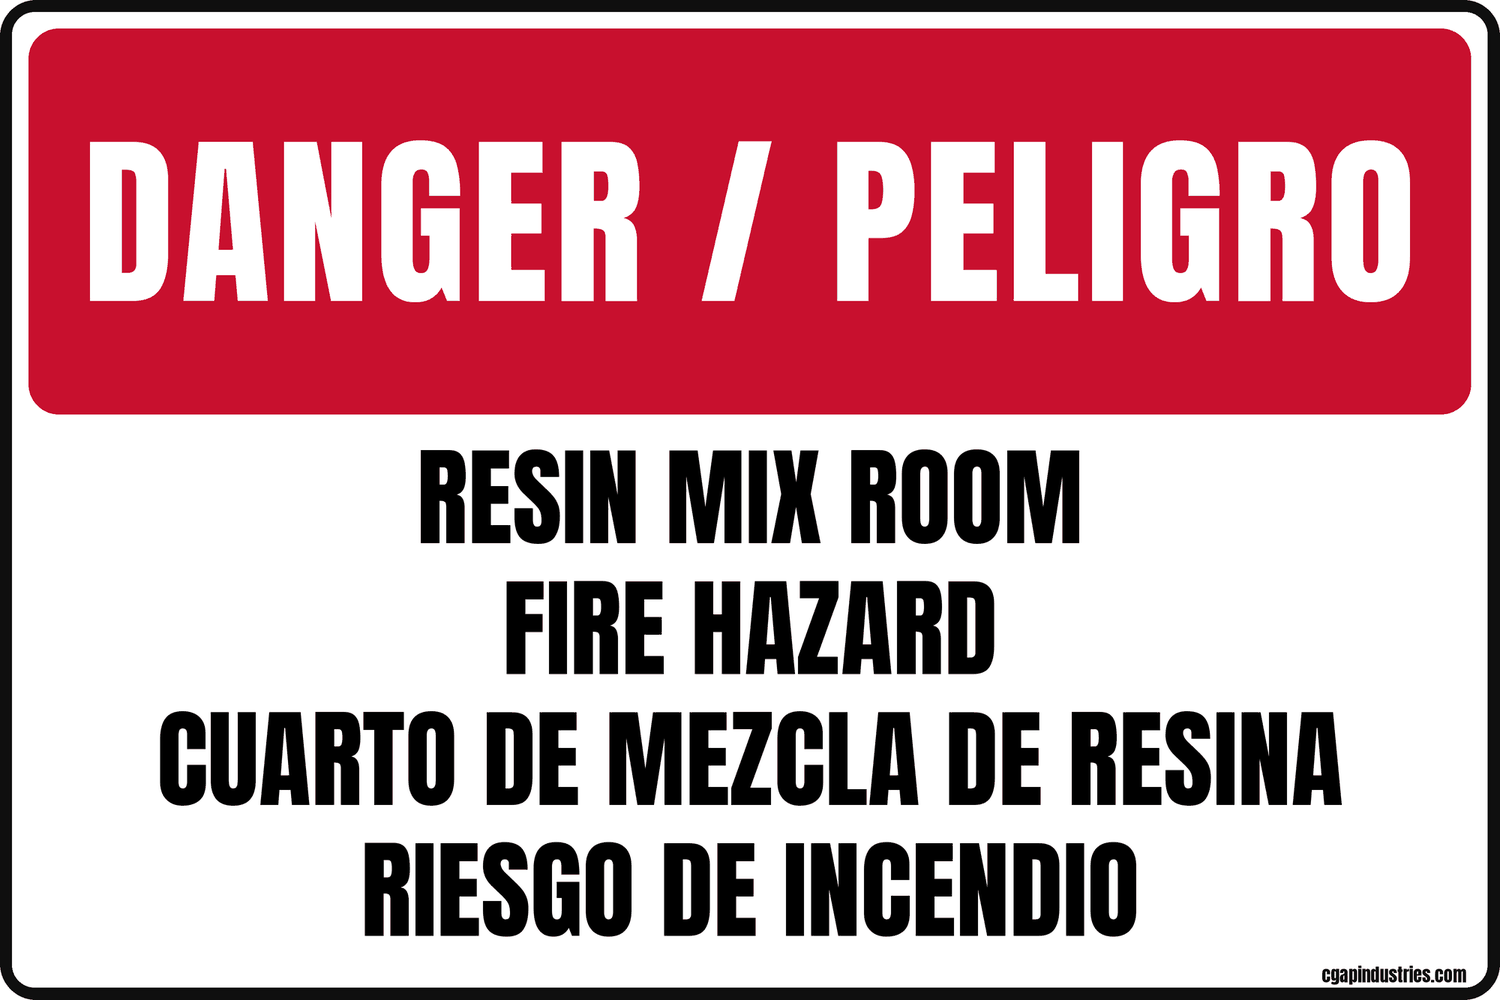 DANGER / PELIGRO
RESIN MIX ROOM
FIRE HAZARD
CUARTO DE MEZCLA DE RESINA
RIESGO DE INCENDIO
cgapindustries.com